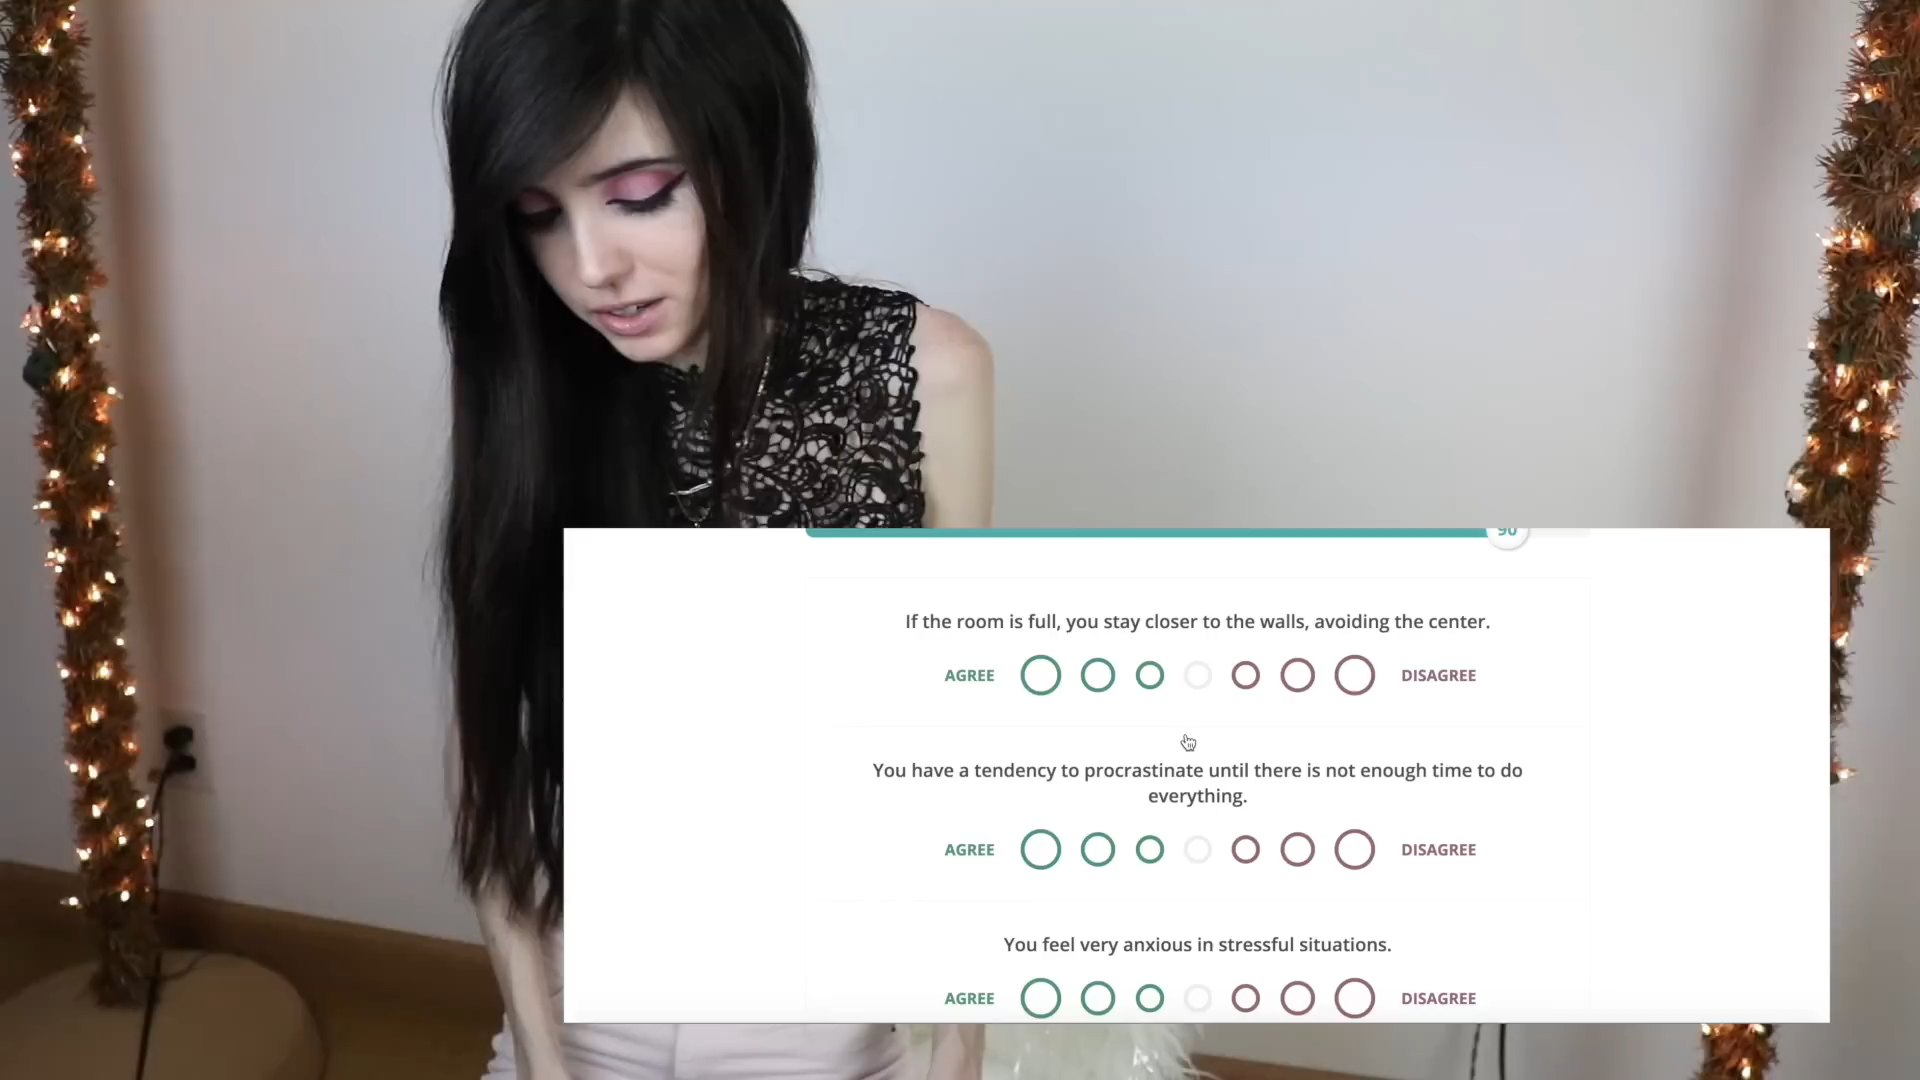 90
If the room is full, you stay closer to the walls, avoiding the center.
AGREE DISAGREE
You have a tendency to procrastinate until there is not enough time to do
everything.
AGREE DISAGREE
You feel very anxious in stressful situations.
AGREE DISAGREE